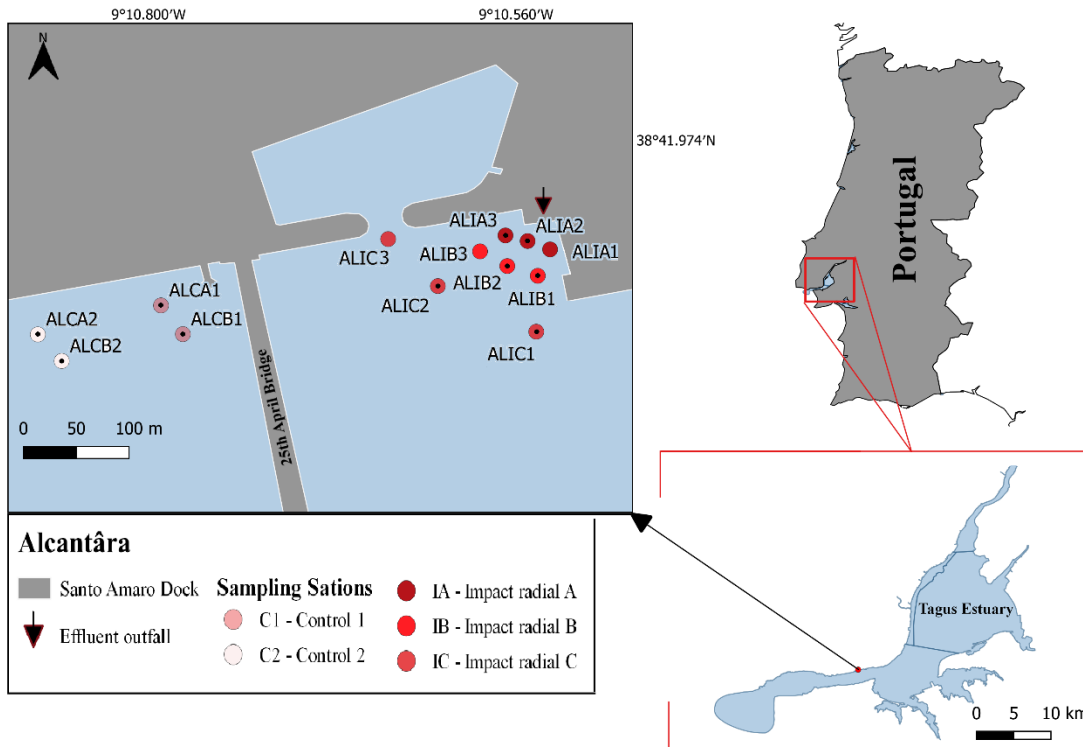 9°10.800'W
9°10.560'W
N
38°41.974'N
ALIA3
ALIA2
ALIA1
ALIB3
ALIC3
ALIB2
ALIB1
ALIC2
ALCA1
ALCB1
ALCA2
ALCB2
ALIC1
25th April Bridge
0 50 100 m
Portugal
Alcantâra
Santo Amaro Dock
Effluent outfall
Sampling Sations
C1 - Control 1
C2 - Control 2
IA - Impact radial A
IB - Impact radial B
IC - Impact radial C
Tagus Estuary
0 5 10 km